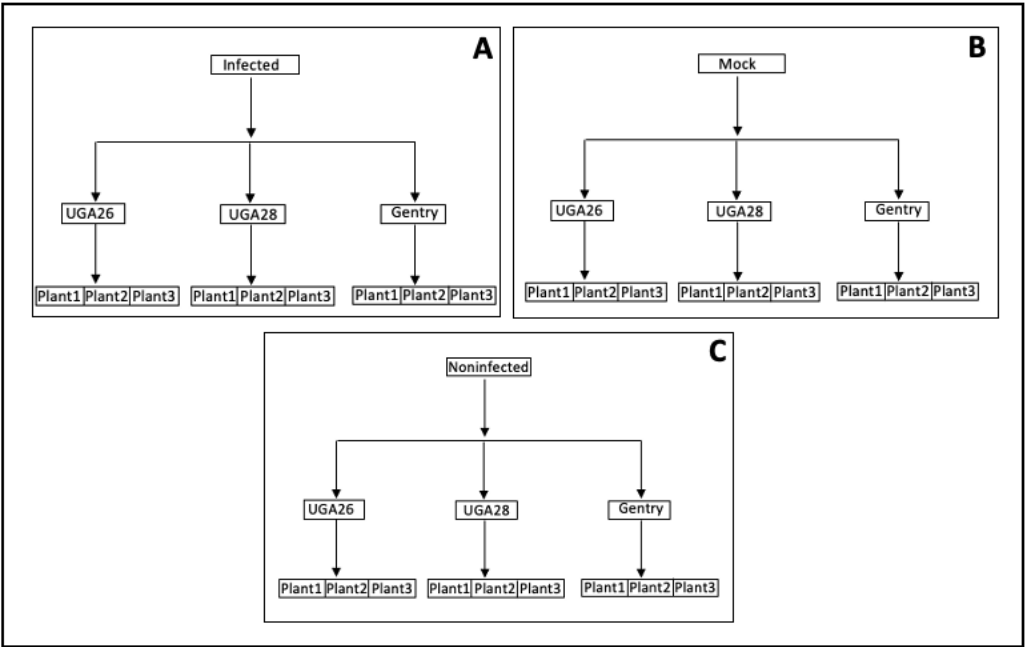 A
Infected
UGA26 UGA28 Gentry
Plant1 Plant2 Plant3 Plant1 Plant2 Plant3 Plant1 Plant2 Plant3
B
Mock
UGA26 UGA28 Gentry
Plant1 Plant2 Plant3 Plant1 Plant2 Plant3 Plant1 Plant2 Plant3
C
Noninfected
UGA26 UGA28 Gentry
Plant1 Plant2 Plant3 Plant1 Plant2 Plant3 Plant1 Plant2 Plant3